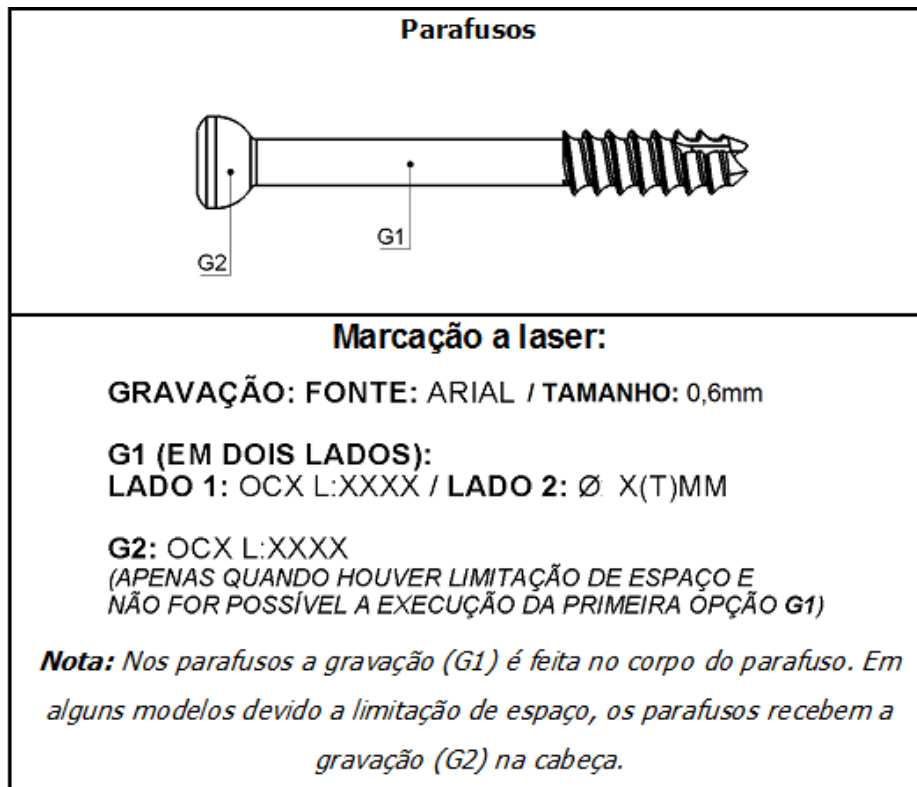 Parafusos
G1
G2
Marcação a laser:
GRAVAÇÃO: FONTE: ARIAL / TAMANHO: 0,6mm
G1 (EM DOIS LADOS):
LADO 1: OCX L:XXXX / LADO 2: Ø X(T)MM
G2: OCX L:XXXX
(APENAS QUANDO HOUVER LIMITAÇÃO DE ESPAÇO E
NÃO FOR POSSÍVEL A EXECUÇÃO DA PRIMEIRA OPÇÃO G1)
Nota: Nos parafusos a gravação (G1) é feita no corpo do parafuso. Em
alguns modelos devido a limitação de espaço, os parafusos recebem a
gravação (G2) na cabeça.